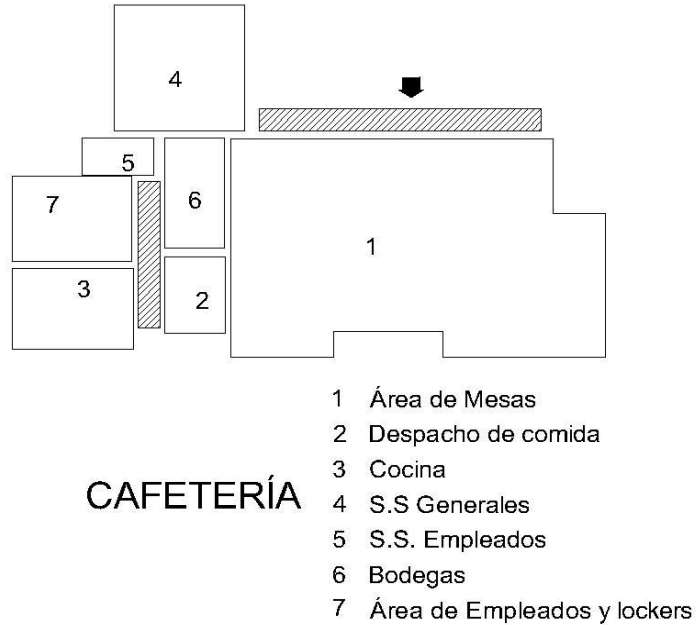 4
5
7
6
1
3
2
CAFETERÍA
1 Área de Mesas
2 Despacho de comida
3 Cocina
4 S.S Generales
5 S.S. Empleados
6 Bodegas
7 Área de Empleados y lockers